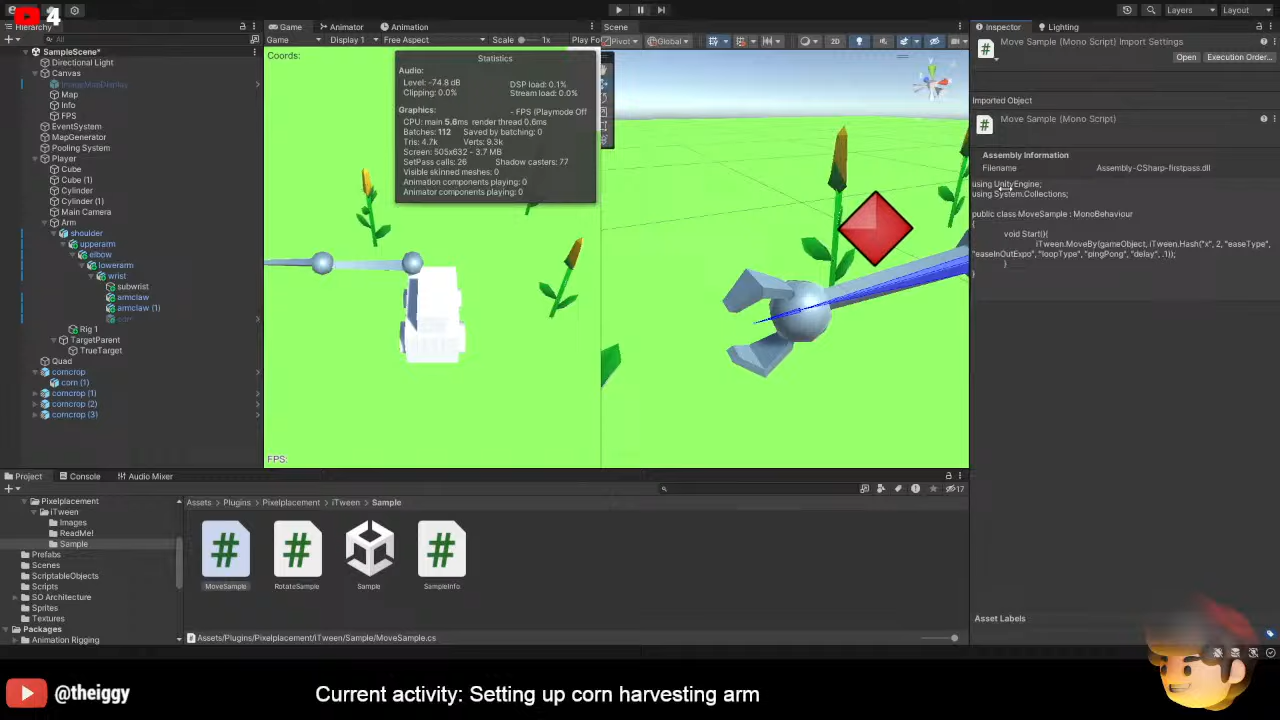 4
Layers
Layout
Hierarchy
All
SampleScene*
Directional Light
Canvas
ImageMapDisplay
Map
Info
FPS
EventSystem
MapGenerator
Pooling System
Player
Cube
Cube (1)
Cylinder
Cylinder (1)
Main Camera
Arm
shoulder
upperarm
elbow
lowerarm
wrist
subwrist
armclaw
armclaw (1)
corn
Rig 1
TargetParent
TrueTarget
Quad
corncrop
corn (1)
corncrop (1)
corncrop (2)
corncrop (3)
Game
Animator
Animation
Game
Display 1
Free Aspect
Scale
1x
Play Fo
Coords:
Statistics
Audio:
Level: -74.8 dB
DSP load: 0.1%
Clipping: 0.0%
Stream load: 0.0%
Graphics:
- FPS (Playmode Off
CPU: main 5.6ms render thread 0.6ms
Batches: 112 Saved by batching: 0
Tris: 4.7k Verts: 9.3k
Screen: 505x632 - 3.7 MB
SetPass calls: 26 Shadow casters: 77
Visible skinned meshes: 0
Animation components playing: 0
Animator components playing: 0
FPS:
Scene
Pivot
Global
2D
Inspector
Lighting
Move Sample (Mono Script) Import Settings
Open
Execution Order...
Imported Object
Move Sample (Mono Script)
Assembly Information
Filename
Assembly-CSharp-firstpass.dll
using UnityEngine;
using System.Collections;
public class MoveSample : MonoBehaviour
{
void Start(){
iTween.MoveBy(gameObject, iTween.Hash("x", 2, "easeType",
"easeInOutExpo", "loopType", "pingPong", "delay", .1));
}
}
Asset Labels
Project
Console
Audio Mixer
17
Pixelplacement
iTween
Images
ReadMe!
Sample
Prefabs
Scenes
ScriptableObjects
Scripts
SO Architecture
Sprites
Textures
Packages
Animation Rigging
Assets > Plugins > Pixelplacement > iTween > Sample
MoveSample
RotateSample
Sample
SampleInfo
Assets/Plugins/Pixelplacement/iTween/Sample/MoveSample.cs
@theiggy
Current activity: Setting up corn harvesting arm